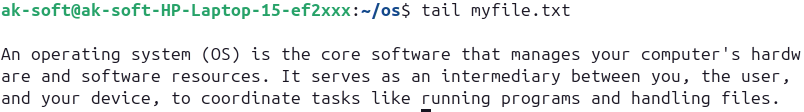 ak-soft@ak-soft-HP-Laptop-15-ef2xxx:~/os$ tail myfile.txt
An operating system (OS) is the core software that manages your computer's hardw
are and software resources. It serves as an intermediary between you, the user,
and your device, to coordinate tasks like running programs and handling files.